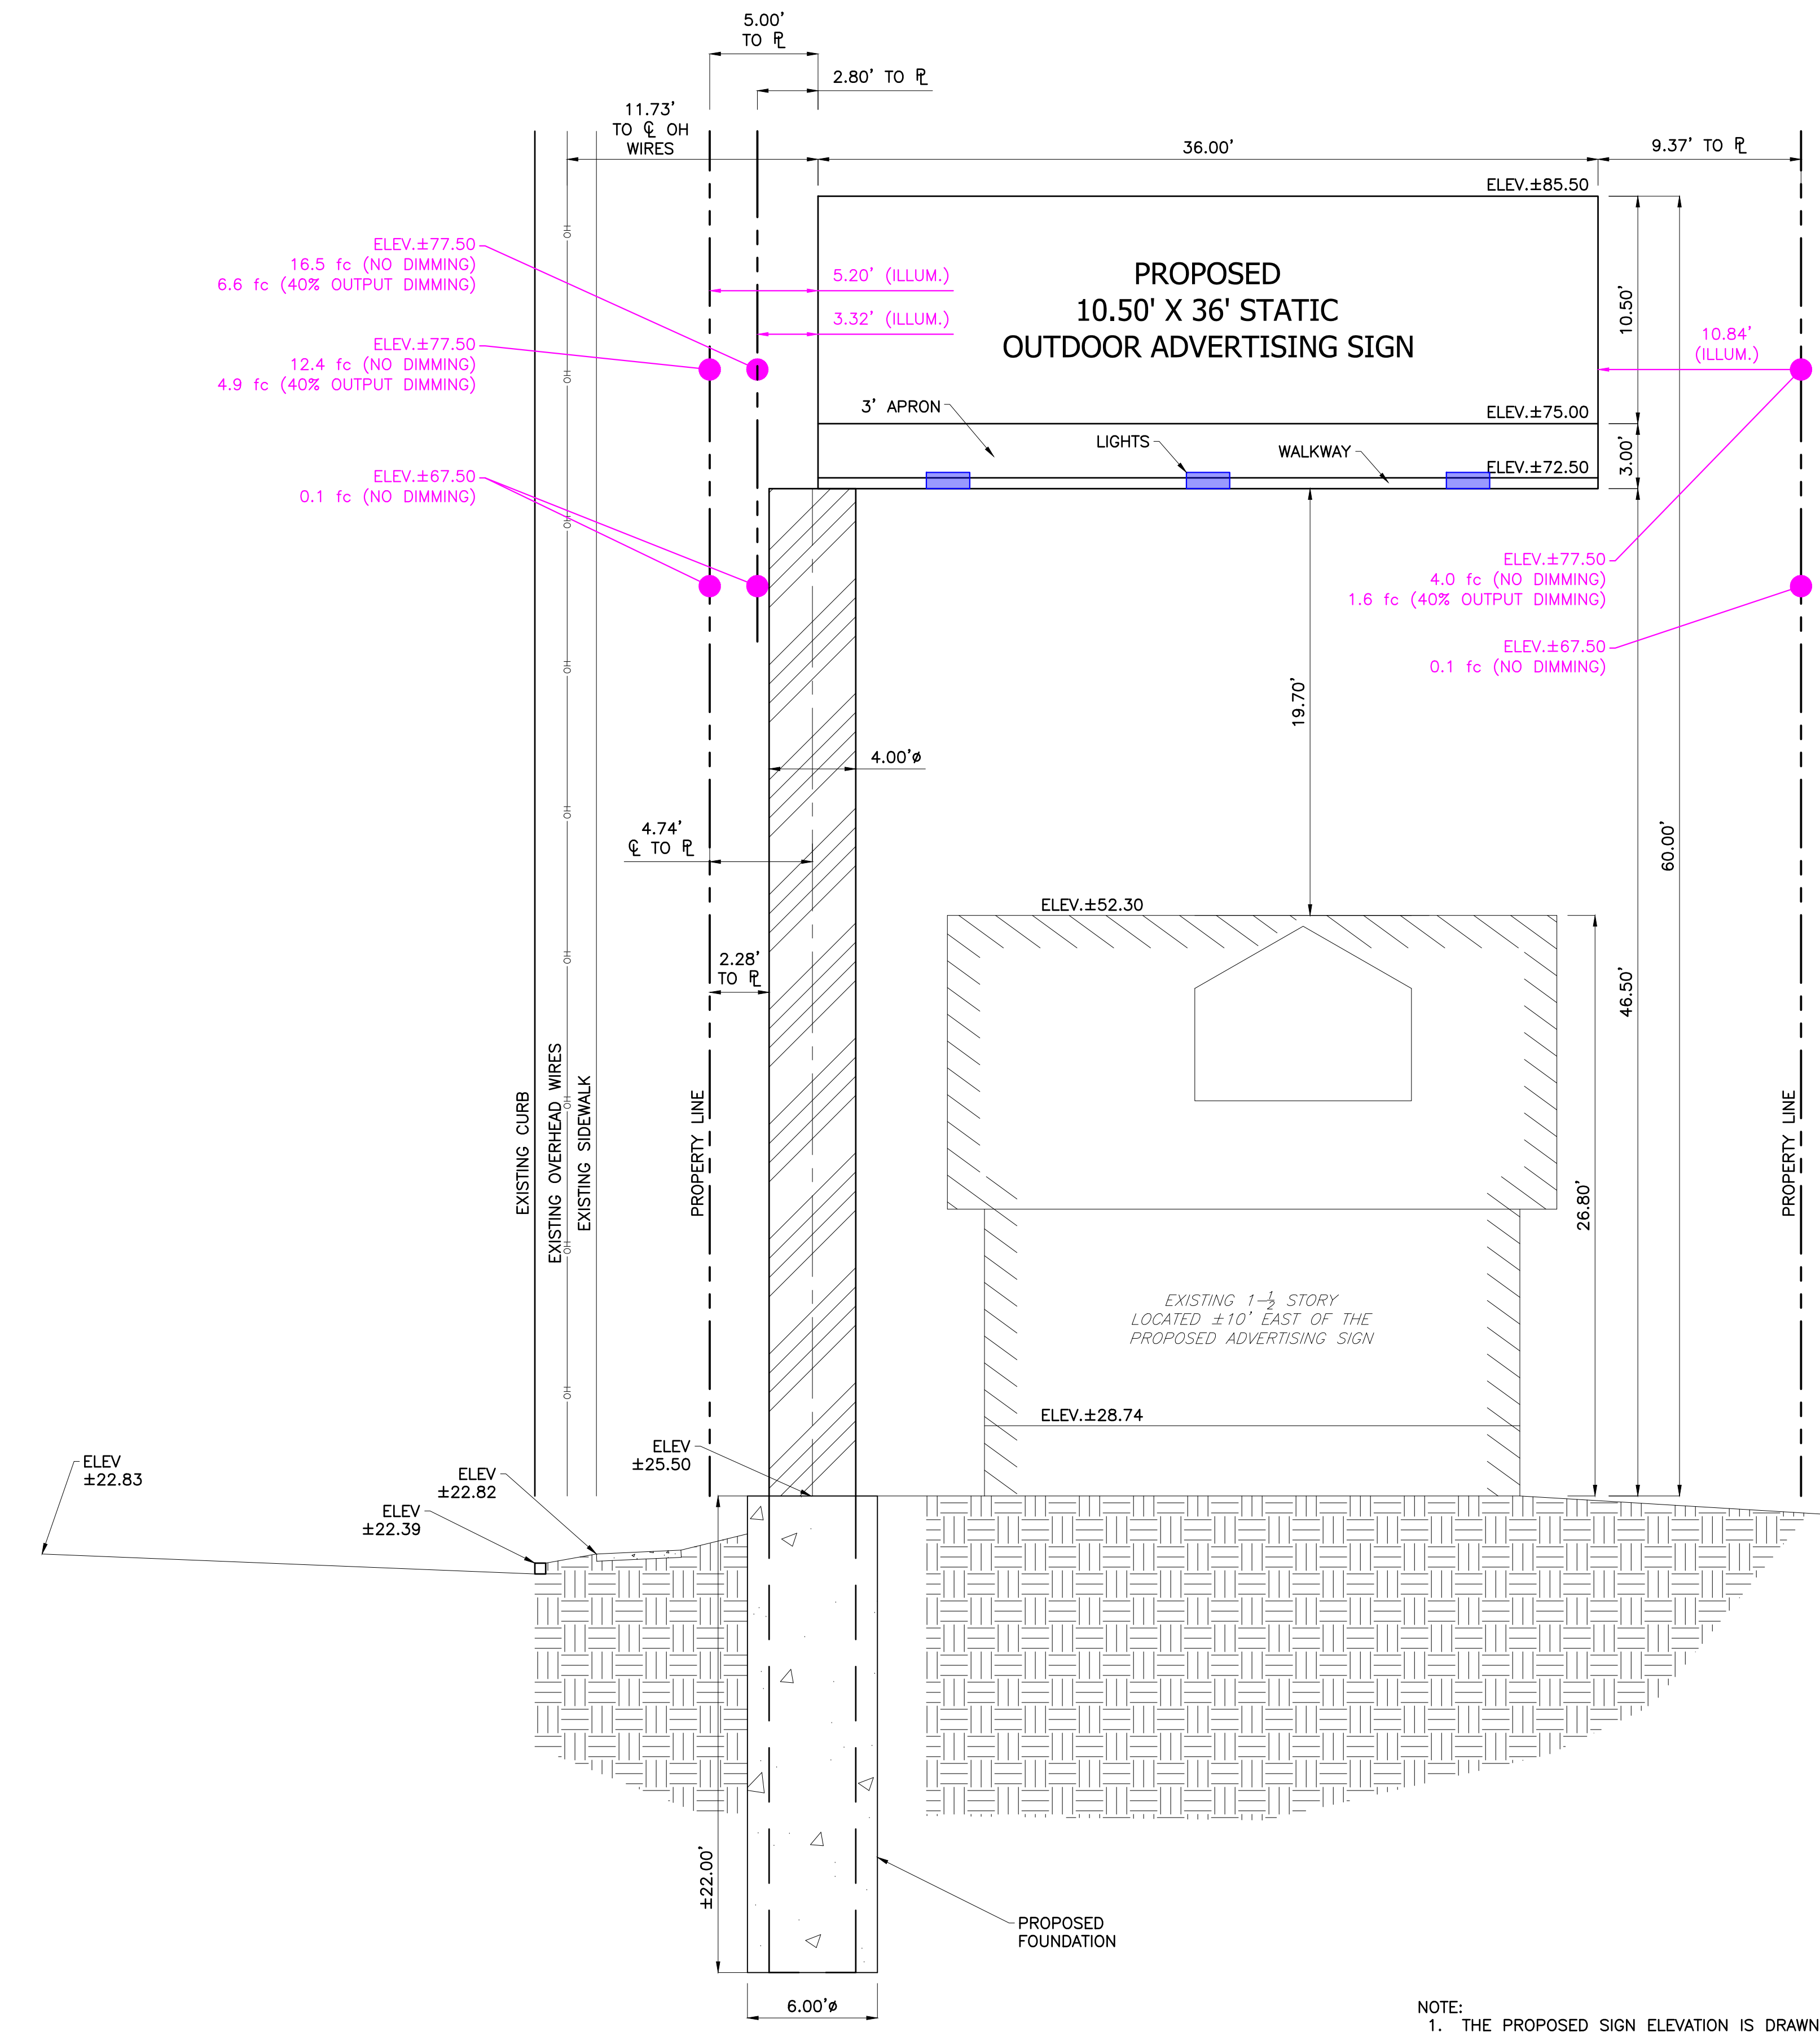 5.00'
TO ⅊
2.80' TO ⅊
11.73'
TO ℄ OH
WIRES
36.00'
9.37' TO ⅊
ELEV.±85.50
ELEV.±77.50
16.5 fc (NO DIMMING)
6.6 fc (40% OUTPUT DIMMING)
5.20' (ILLUM.)
3.32' (ILLUM.)
PROPOSED
10.50' X 36' STATIC
OUTDOOR ADVERTISING SIGN
10.50'
10.84'
(ILLUM.)
ELEV.±77.50
12.4 fc (NO DIMMING)
4.9 fc (40% OUTPUT DIMMING)
3' APRON
ELEV.±75.00
LIGHTS
WALKWAY
ELEV.±72.50
3.00'
ELEV.±67.50
0.1 fc (NO DIMMING)
ELEV.±77.50
4.0 fc (NO DIMMING)
1.6 fc (40% OUTPUT DIMMING)
ELEV.±67.50
0.1 fc (NO DIMMING)
19.70'
4.00'ø
4.74'
℄ TO ⅊
60.00'
ELEV.±52.30
2.28'
TO ⅊
46.50'
EXISTING CURB
EXISTING OVERHEAD WIRES
EXISTING SIDEWALK
OH
OH
OH
OH
OH
OH
OH
OH
OH
PROPERTY LINE
PROPERTY LINE
26.80'
EXISTING 1-1/2 STORY
LOCATED ±10' EAST OF THE
PROPOSED ADVERTISING SIGN
ELEV.±28.74
ELEV
±25.50
ELEV
±22.83
ELEV
±22.82
ELEV
±22.39
±22.00'
PROPOSED
FOUNDATION
6.00'ø
NOTE:
1. THE PROPOSED SIGN ELEVATION IS DRAWN